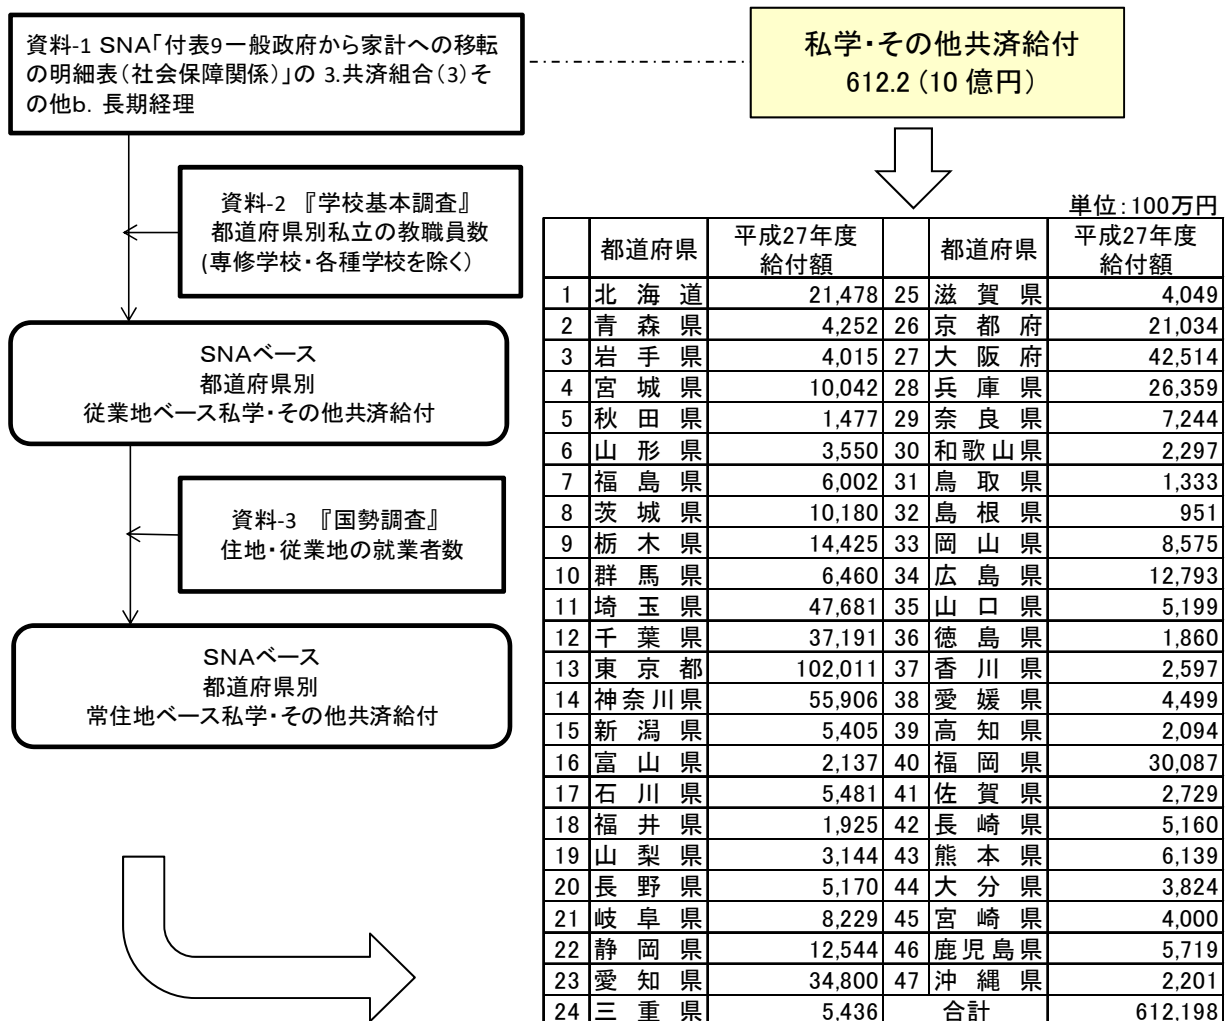 資料-1 SNA「付表9一般政府から家計への移転
の明細表(社会保障関係)」の 3.共済組合(3)そ
の他b. 長期経理
私学・その他共済給付
612.2 (10 億円)
資料-2 『学校基本調査』
都道府県別私立の教職員数
(専修学校・各種学校を除く)
SNAベース
都道府県別
従業地ベース私学・その他共済給付
資料-3 『国勢調査』
住地・従業地の就業者数
SNAベース
都道府県別
常住地ベース私学・その他共済給付
単位:100万円
都道府県 平成27年度 給付額 都道府県 平成27年度 給付額
1 北海道 21,478 25 滋賀県 4,049
2 青森県 4,252 26 京都府 21,034
3 岩手県 4,015 27 大阪府 42,514
4 宮城県 10,042 28 兵庫県 26,359
5 秋田県 1,477 29 奈良県 7,244
6 山形県 3,550 30 和歌山県 2,297
7 福島県 6,002 31 鳥取県 1,333
8 茨城県 10,180 32 島根県 951
9 栃木県 14,425 33 岡山県 8,575
10 群馬県 6,460 34 広島県 12,793
11 埼玉県 47,681 35 山口県 5,199
12 千葉県 37,191 36 徳島県 1,860
13 東京都 102,011 37 香川県 2,597
14 神奈川県 55,906 38 愛媛県 4,499
15 新潟県 5,405 39 高知県 2,094
16 富山県 2,137 40 福岡県 30,087
17 石川県 5,481 41 佐賀県 2,729
18 福井県 1,925 42 長崎県 5,160
19 山梨県 3,144 43 熊本県 6,139
20 長野県 5,170 44 大分県 3,824
21 岐阜県 8,229 45 宮崎県 4,000
22 静岡県 12,544 46 鹿児島県 5,719
23 愛知県 34,800 47 沖縄県 2,201
24 三重県 5,436 合計 612,198